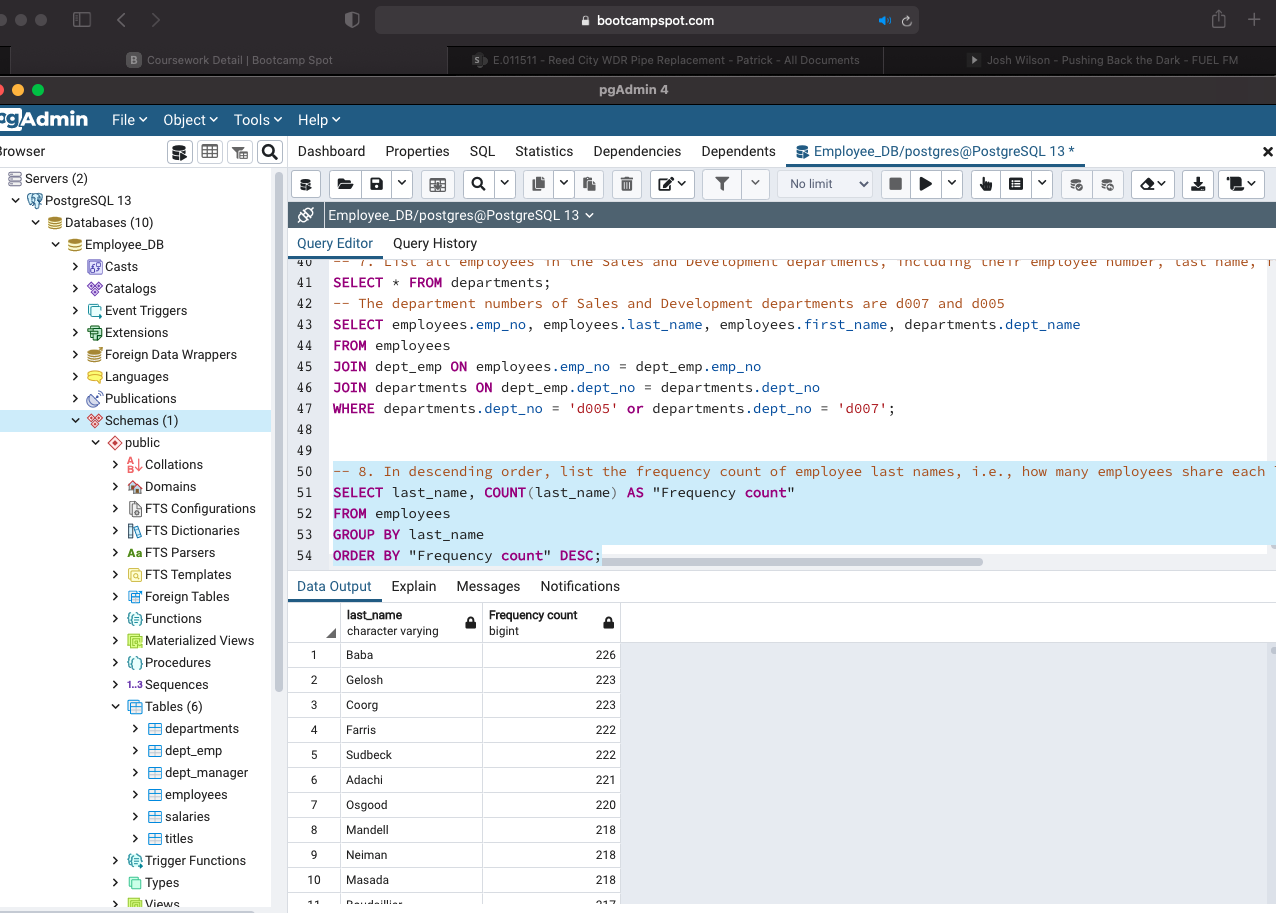 bootcampspot.com
B Coursework Detail | Bootcamp Spot
E.011511 - Reed City WDR Pipe Replacement - Patrick - All Documents
Josh Wilson - Pushing Back the Dark - FUEL FM
pgAdmin 4
pgAdmin File Object Tools Help
Browser
Dashboard Properties SQL Statistics Dependencies Dependents Employee_DB/postgres@PostgreSQL 13 *
No limit
Employee_DB/postgres@PostgreSQL 13
Query Editor Query History
Servers (2)
PostgreSQL 13
Databases (10)
Employee_DB
Casts
Catalogs
Event Triggers
Extensions
Foreign Data Wrappers
Languages
Publications
Schemas (1)
public
Collations
Domains
FTS Configurations
FTS Dictionaries
Aa FTS Parsers
FTS Templates
Foreign Tables
Functions
Materialized Views
Procedures
1..3 Sequences
Tables (6)
departments
dept_emp
dept_manager
employees
salaries
titles
Trigger Functions
Types
Views
40 -- 7. List all employees in the Sales and Development departments, including their employee number, last name,
41 SELECT * FROM departments;
42 -- The department numbers of Sales and Development departments are d007 and d005
43 SELECT employees.emp_no, employees.last_name, employees.first_name, departments.dept_name
44 FROM employees
45 JOIN dept_emp ON employees.emp_no = dept_emp.emp_no
46 JOIN departments ON dept_emp.dept_no = departments.dept_no
47 WHERE departments.dept_no = 'd005' or departments.dept_no = 'd007';
48
49
50 -- 8. In descending order, list the frequency count of employee last names, i.e., how many employees share each
51 SELECT last_name, COUNT(last_name) AS "Frequency count"
52 FROM employees
53 GROUP BY last_name
54 ORDER BY "Frequency count" DESC;
Data Output Explain Messages Notifications
last_name Frequency count
character varying bigint
1 Baba 226
2 Gelosh 223
3 Coorg 223
4 Farris 222
5 Sudbeck 222
6 Adachi 221
7 Osgood 220
8 Mandell 218
9 Neiman 218
10 Masada 218
11 217